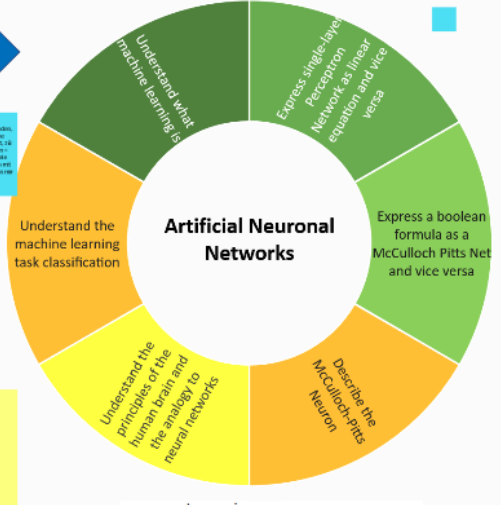 Artificial Neuronal
Networks
Understand what
machine learning is
Express single-layer
Perceptron
Network as linear
equation and vice
versa
Express a boolean
formula as a
McCulloch Pitts Net
and vice versa
Describe the
McCulloch-Pitts
Neuron
Understand the
principles of the
human brain and
the analogy to
neural networks
Understand the
machine learning
task classification